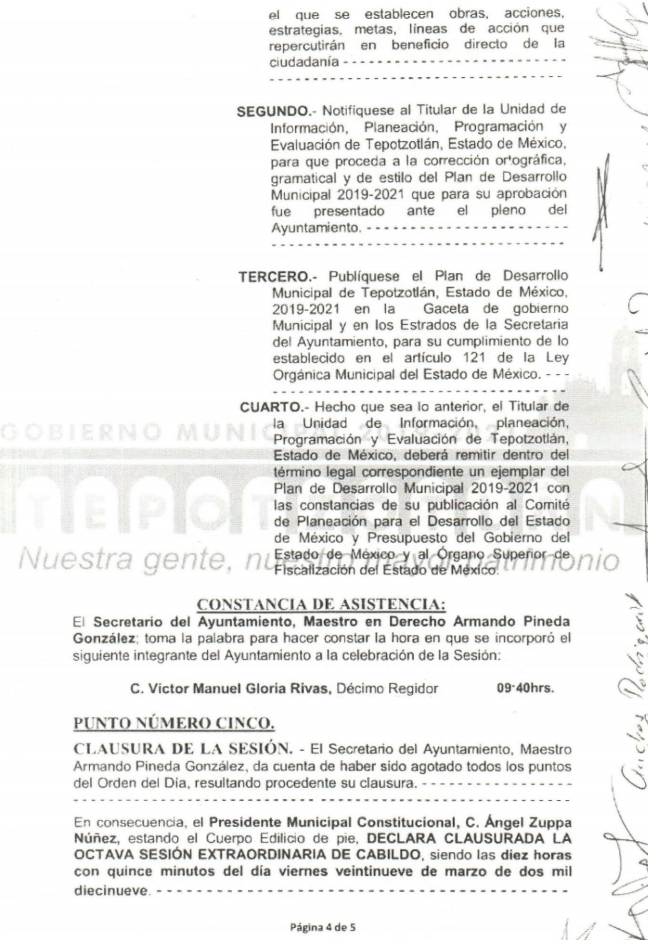 el que se establecen obras, acciones,
estrategias, metas, líneas de acción que
repercutirán en beneficio directo de la
ciudadanía - - - - - - - - - - - - - - - - - - - - - - - - - -
- - - - - - - - - - - - - - - - - - - - - - - - - - - - - - - - - -
SEGUNDO.- Notifíquese al Titular de la Unidad de
Información, Planeación, Programación y
Evaluación de Tepotzotlán, Estado de México,
para que proceda a la corrección ortográfica,
gramatical y de estilo del Plan de Desarrollo
Municipal 2019-2021 que para su aprobación
fue presentado ante el pleno del
Ayuntamiento. - - - - - - - - - - - - - - - - - - - - - - - - -
- - - - - - - - - - - - - - - - - - - - - - - - - - - - - - - - - -
TERCERO.- Publíquese el Plan de Desarrollo
Municipal de Tepotzotlán, Estado de México,
2019-2021 en la Gaceta de gobierno
Municipal y en los Estrados de la Secretaria
del Ayuntamiento, para su cumplimiento de lo
establecido en el artículo 121 de la Ley
Orgánica Municipal del Estado de México. - - -
- - - - - - - - - - - - - - - - - - - - - - - - - - - - - - - - - -
CUARTO.- Hecho que sea lo anterior, el Titular de
la Unidad de Información, planeación,
Programación y Evaluación de Tepotzotlán,
Estado de México, deberá remitir dentro del
término legal correspondiente un ejemplar del
Plan de Desarrollo Municipal 2019-2021 con
las constancias de su publicación al Comité
de Planeación para el Desarrollo del Estado
de México y Presupuesto del Gobierno del
Estado de México y al Órgano Superior de
Fiscalización del Estado de México.
GOBIERNO MUNICIPAL 2019-2021
TEPOTZOTLÁN
Nuestra gente, nuestro mayor patrimonio
CONSTANCIA DE ASISTENCIA:
El Secretario del Ayuntamiento, Maestro en Derecho Armando Pineda
González; toma la palabra para hacer constar la hora en que se incorporó el
siguiente integrante del Ayuntamiento a la celebración de la Sesión:
C. Víctor Manuel Gloria Rivas, Décimo Regidor 09:40hrs.
PUNTO NÚMERO CINCO.
CLAUSURA DE LA SESIÓN. - El Secretario del Ayuntamiento, Maestro
Armando Pineda González, da cuenta de haber sido agotado todos los puntos
del Orden del Día, resultando procedente su clausura. - - - - - - - - - - - - - - - - -
- - - - - - - - - - - - - - - - - - - - - - - - - - - - - - - - - - - - - - - - - - - - - - - - - - - - - -
En consecuencia, el Presidente Municipal Constitucional, C. Ángel Zuppa
Núñez, estando el Cuerpo Edilicio de pie, DECLARA CLAUSURADA LA
OCTAVA SESIÓN EXTRAORDINARIA DE CABILDO, siendo las diez horas
con quince minutos del día viernes veintinueve de marzo de dos mil
diecinueve. - - - - - - - - - - - - - - - - - - - - - - - - - - - - - - - - - - - - - - - - - - - - -
Página 4 de 5